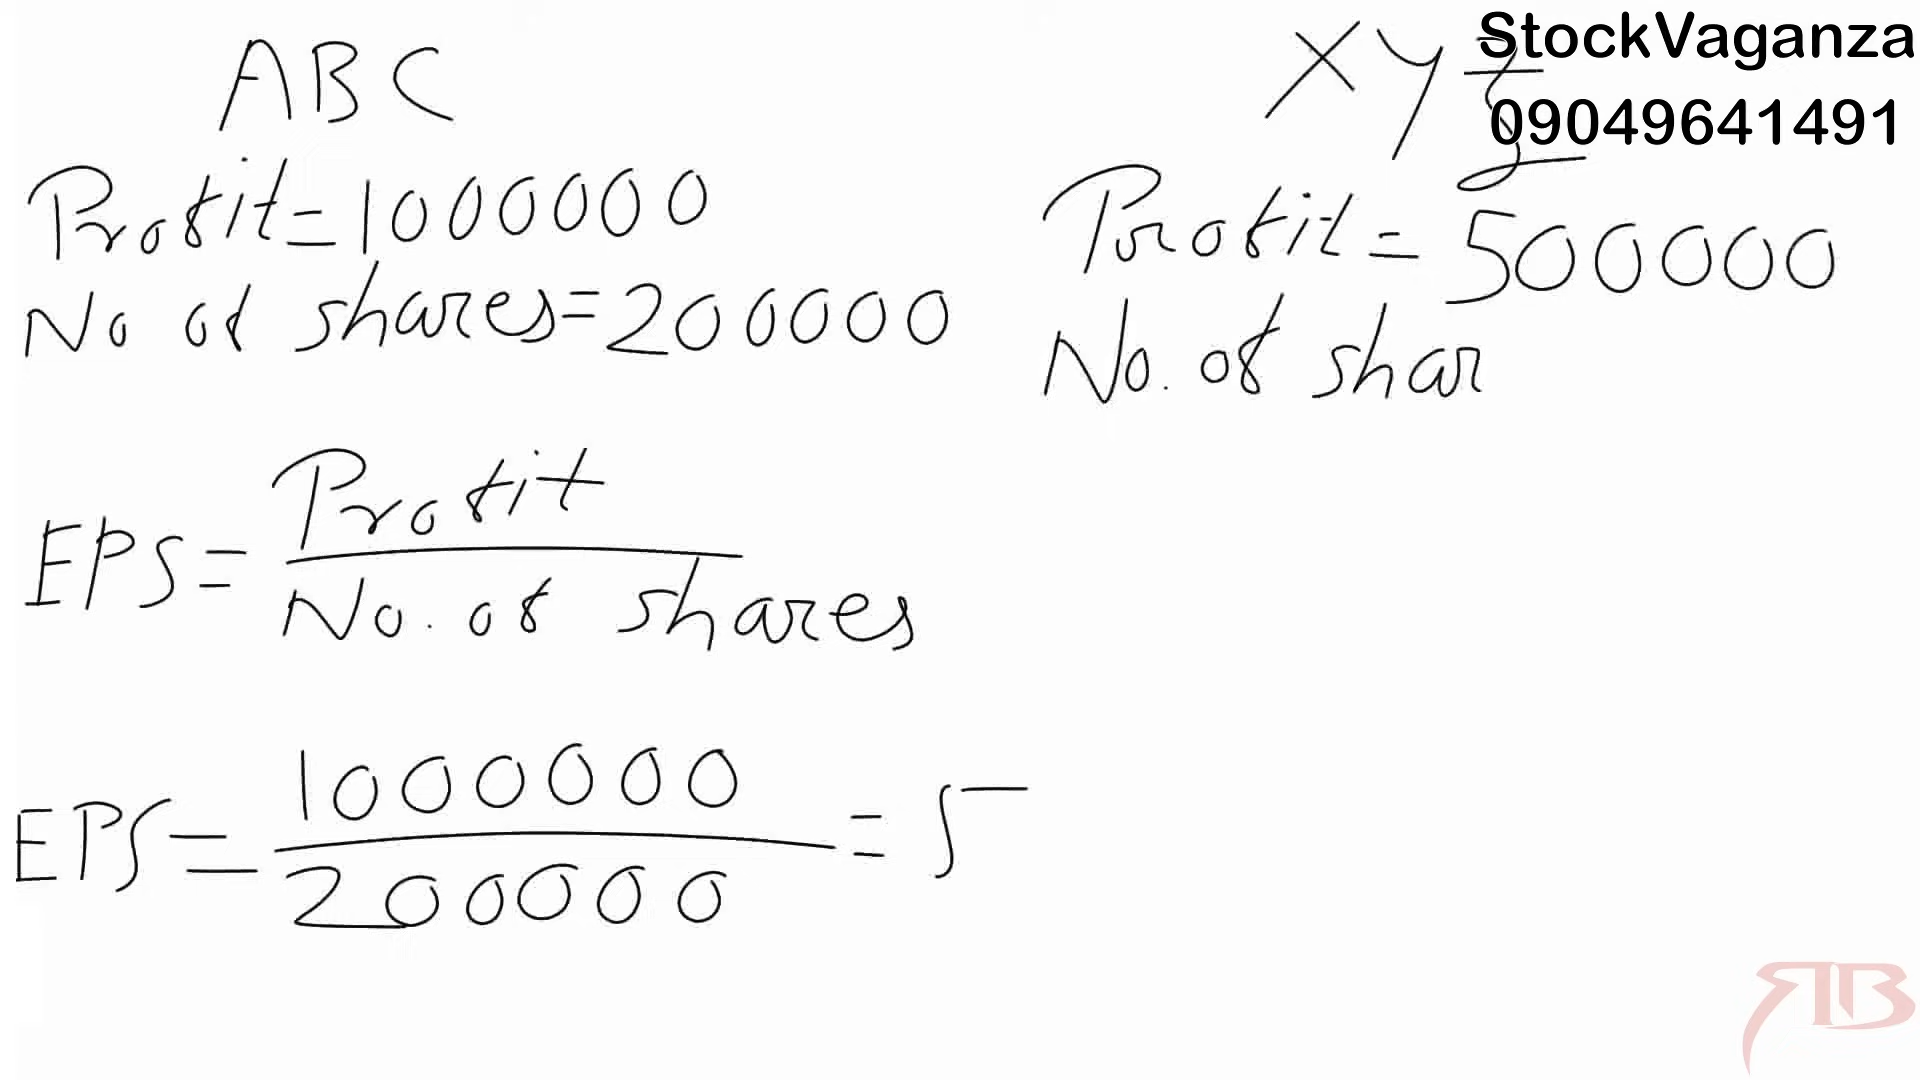 StockVaganza
09049641491
ABC
Profit=1000000
No of shares=200000
EPS=Profit
No. of shares
EPS=1000000
200000
=5
XYZ
Profit=500000
No. of shar
RB